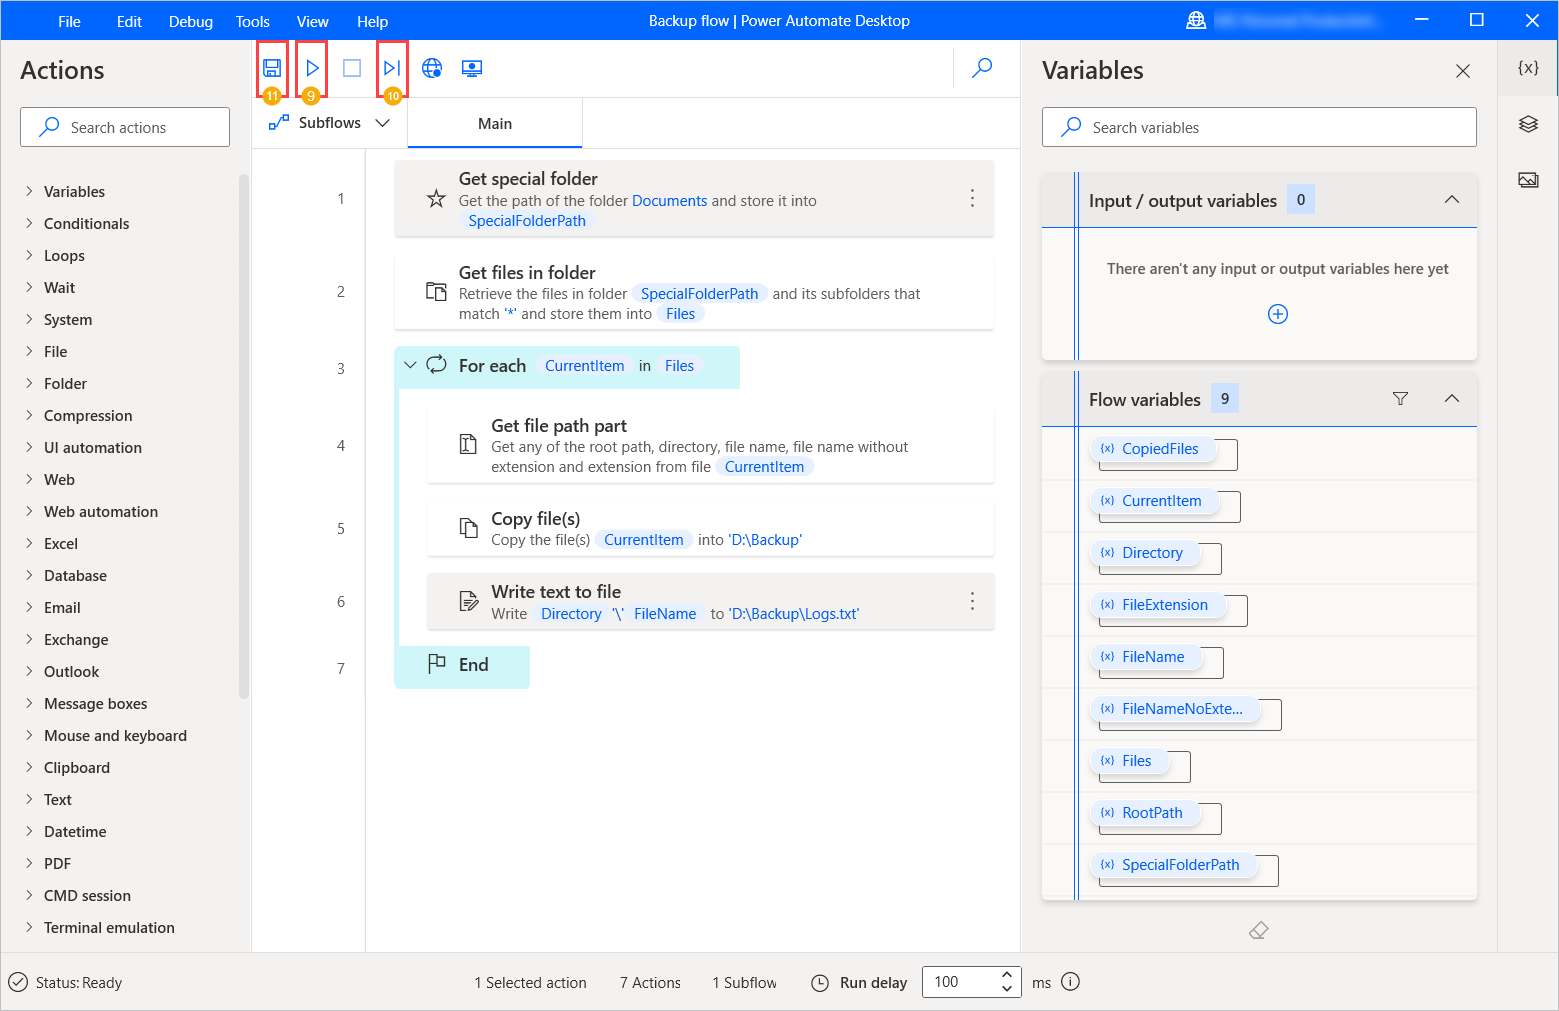 File Edit Debug Tools View Help
Backup flow | Power Automate Desktop
Actions
Search actions
Variables
Conditionals
Loops
Wait
System
File
Folder
Compression
UI automation
Web
Web automation
Excel
Database
Email
Exchange
Outlook
Message boxes
Mouse and keyboard
Clipboard
Text
Datetime
PDF
CMD session
Terminal emulation
11 9 10
Subflows
Main
1
Get special folder
Get the path of the folder Documents and store it into
SpecialFolderPath
2
Get files in folder
Retrieve the files in folder SpecialFolderPath and its subfolders that
match '*' and store them into Files
3
For each CurrentItem in Files
4
Get file path part
Get any of the root path, directory, file name, file name without
extension and extension from file CurrentItem
5
Copy file(s)
Copy the file(s) CurrentItem into 'D:\Backup'
6
Write text to file
Write Directory '\' FileName to 'D:\Backup\Logs.txt'
7
End
Variables
{x}
Search variables
Input / output variables 0
There aren't any input or output variables here yet
Flow variables 9
{x} CopiedFiles
{x} CurrentItem
{x} Directory
{x} FileExtension
{x} FileName
{x} FileNameNoExte...
{x} Files
{x} RootPath
{x} SpecialFolderPath
Status: Ready
1 Selected action
7 Actions
1 Subflow
Run delay
100
ms